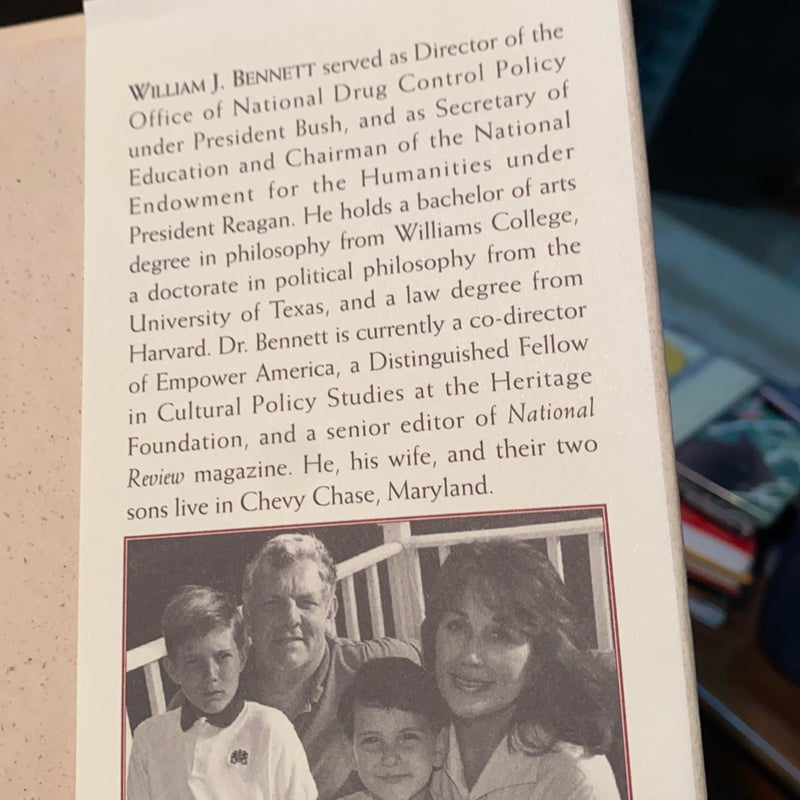 WILLIAM J. BENNETT served as Director of the
Office of National Drug Control Policy
under President Bush, and as Secretary of
Education and Chairman of the National
Endowment for the Humanities under
President Reagan. He holds a bachelor of arts
degree in philosophy from Williams College,
a doctorate in political philosophy from the
University of Texas, and a law degree from
Harvard. Dr. Bennett is currently a co-director
of Empower America, a Distinguished Fellow
in Cultural Policy Studies at the Heritage
Foundation, and a senior editor of National
Review magazine. He, his wife, and their two
sons live in Chevy Chase, Maryland.